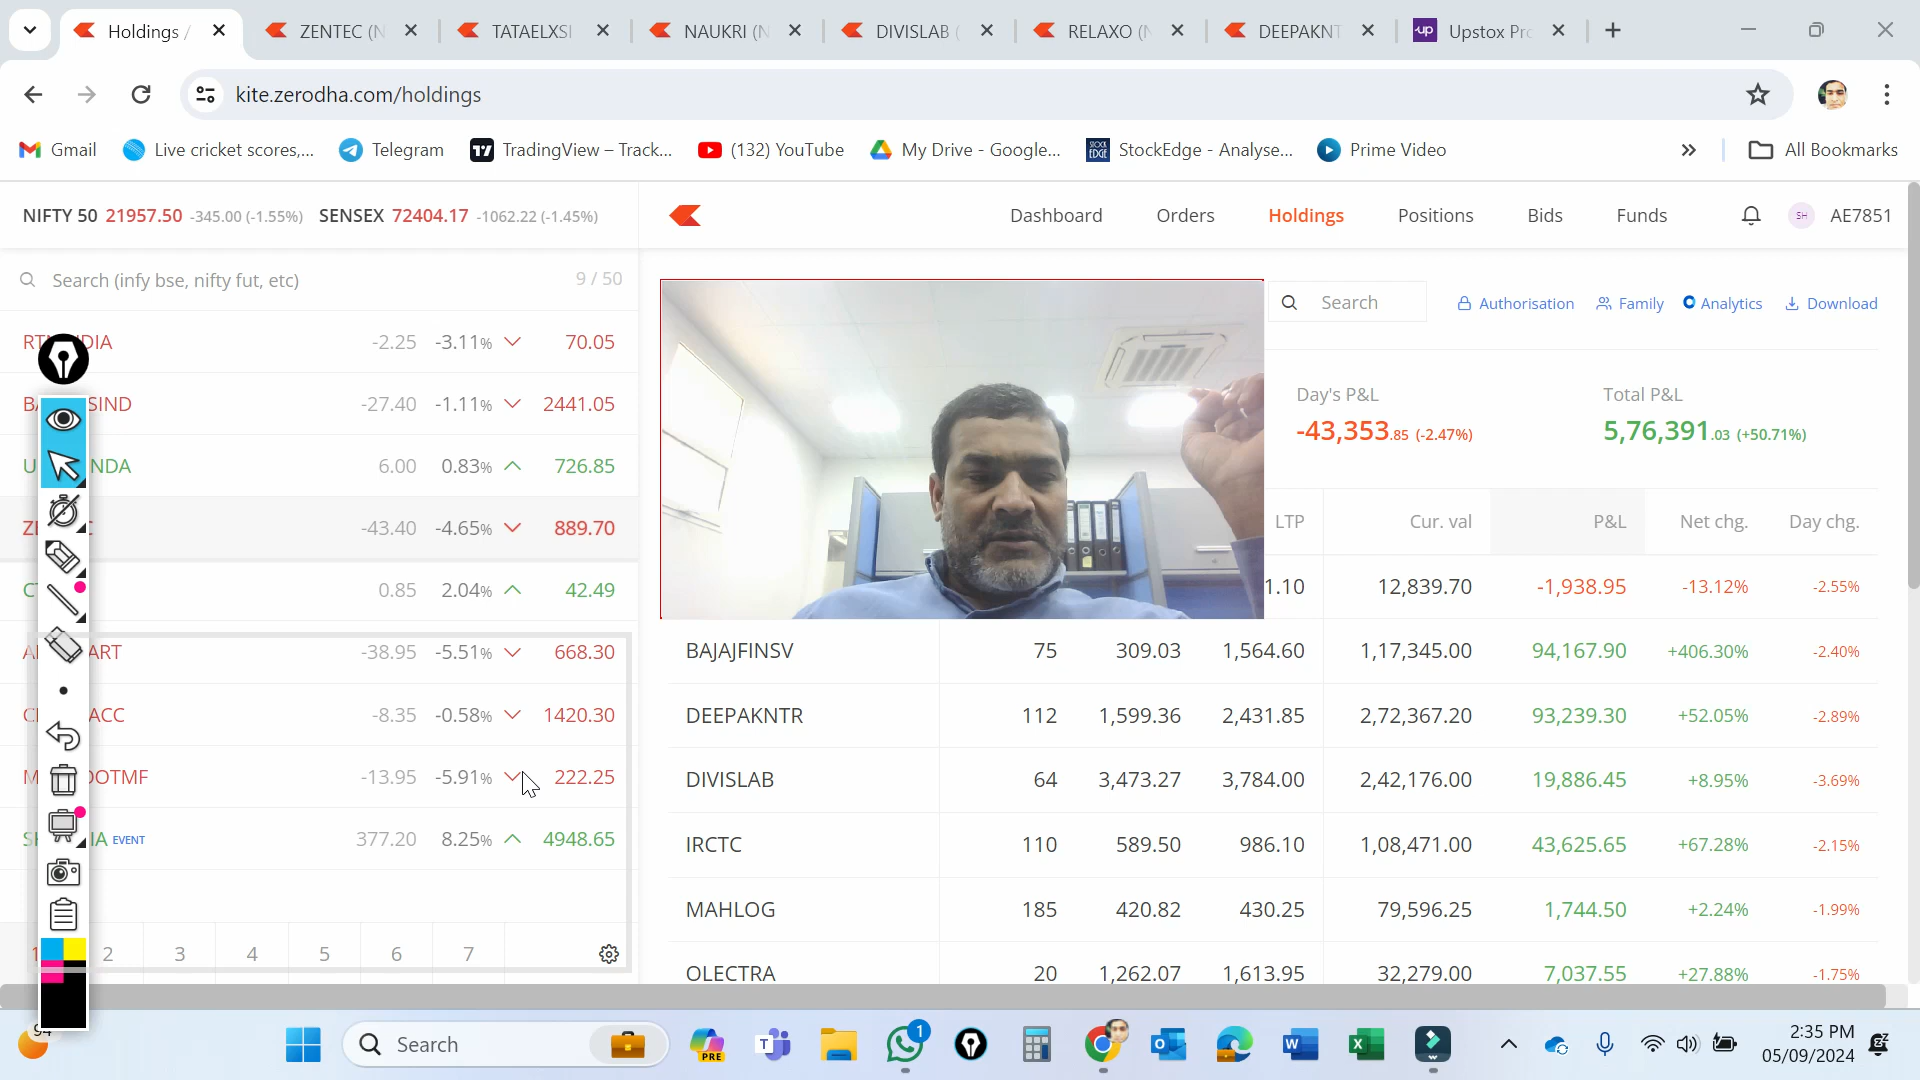 Holdings /
ZENTEC (N
TATAELXSI
NAUKRI (N
DIVISLAB (
RELAXO (N
DEEPAKNT
up Upstox Pro
kite.zerodha.com/holdings
Gmail
Live cricket scores,...
Telegram
TradingView – Track...
(132) YouTube
My Drive - Google...
STOCK EDGE StockEdge - Analyse...
Prime Video
»
All Bookmarks
NIFTY 50 21957.50 -345.00 (-1.55%) SENSEX 72404.17 -1062.22 (-1.45%)
Dashboard Orders Holdings Positions Bids Funds SH AE7851
Search (infy bse, nifty fut, etc) 9 / 50
Search Authorisation Family Analytics Download
-2.25 -3.11% 70.05
-27.40 -1.11% 2441.05
6.00 0.83% 726.85
-43.40 -4.65% 889.70
0.85 2.04% 42.49
-38.95 -5.51% 668.30
-8.35 -0.58% 1420.30
-13.95 -5.91% 222.25
EVENT 377.20 8.25% 4948.65
1 2 3 4 5 6 7
Day's P&L Total P&L
-43,353.85 (-2.47%) 5,76,391.03 (+50.71%)
LTP Cur. val P&L Net chg. Day chg.
1.10 12,839.70 -1,938.95 -13.12% -2.55%
BAJAJFINSV 75 309.03 1,564.60 1,17,345.00 94,167.90 +406.30% -2.40%
DEEPAKNTR 112 1,599.36 2,431.85 2,72,367.20 93,239.30 +52.05% -2.89%
DIVISLAB 64 3,473.27 3,784.00 2,42,176.00 19,886.45 +8.95% -3.69%
IRCTC 110 589.50 986.10 1,08,471.00 43,625.65 +67.28% -2.15%
MAHLOG 185 420.82 430.25 79,596.25 1,744.50 +2.24% -1.99%
OLECTRA 20 1,262.07 1,613.95 32,279.00 7,037.55 +27.88% -1.75%
94°
Search
PRE
1
2:35 PM
05/09/2024